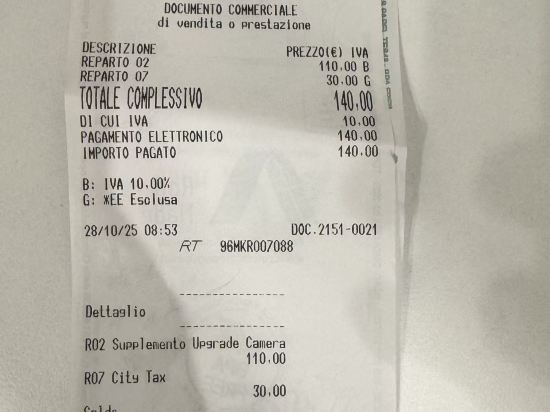 DOCUMENTO COMMERCIALE
di vendita o prestazione
DESCRIZIONE PREZZO(€) IVA
REPARTO 02 110,00 B
REPARTO 07 30,00 G
TOTALE COMPLESSIVO 140,00
DI CUI IVA 10,00
PAGAMENTO ELETTRONICO 140,00
IMPORTO PAGATO 140,00
B: IVA 10,00%
G: *EE Esclusa
28/10/25 08:53 DOC.2151-0021
RT 96MKR007088
--------------
Dettaglio
--------------
R02 Supplemento Upgrade Camera
110,00
R07 City Tax
30,00